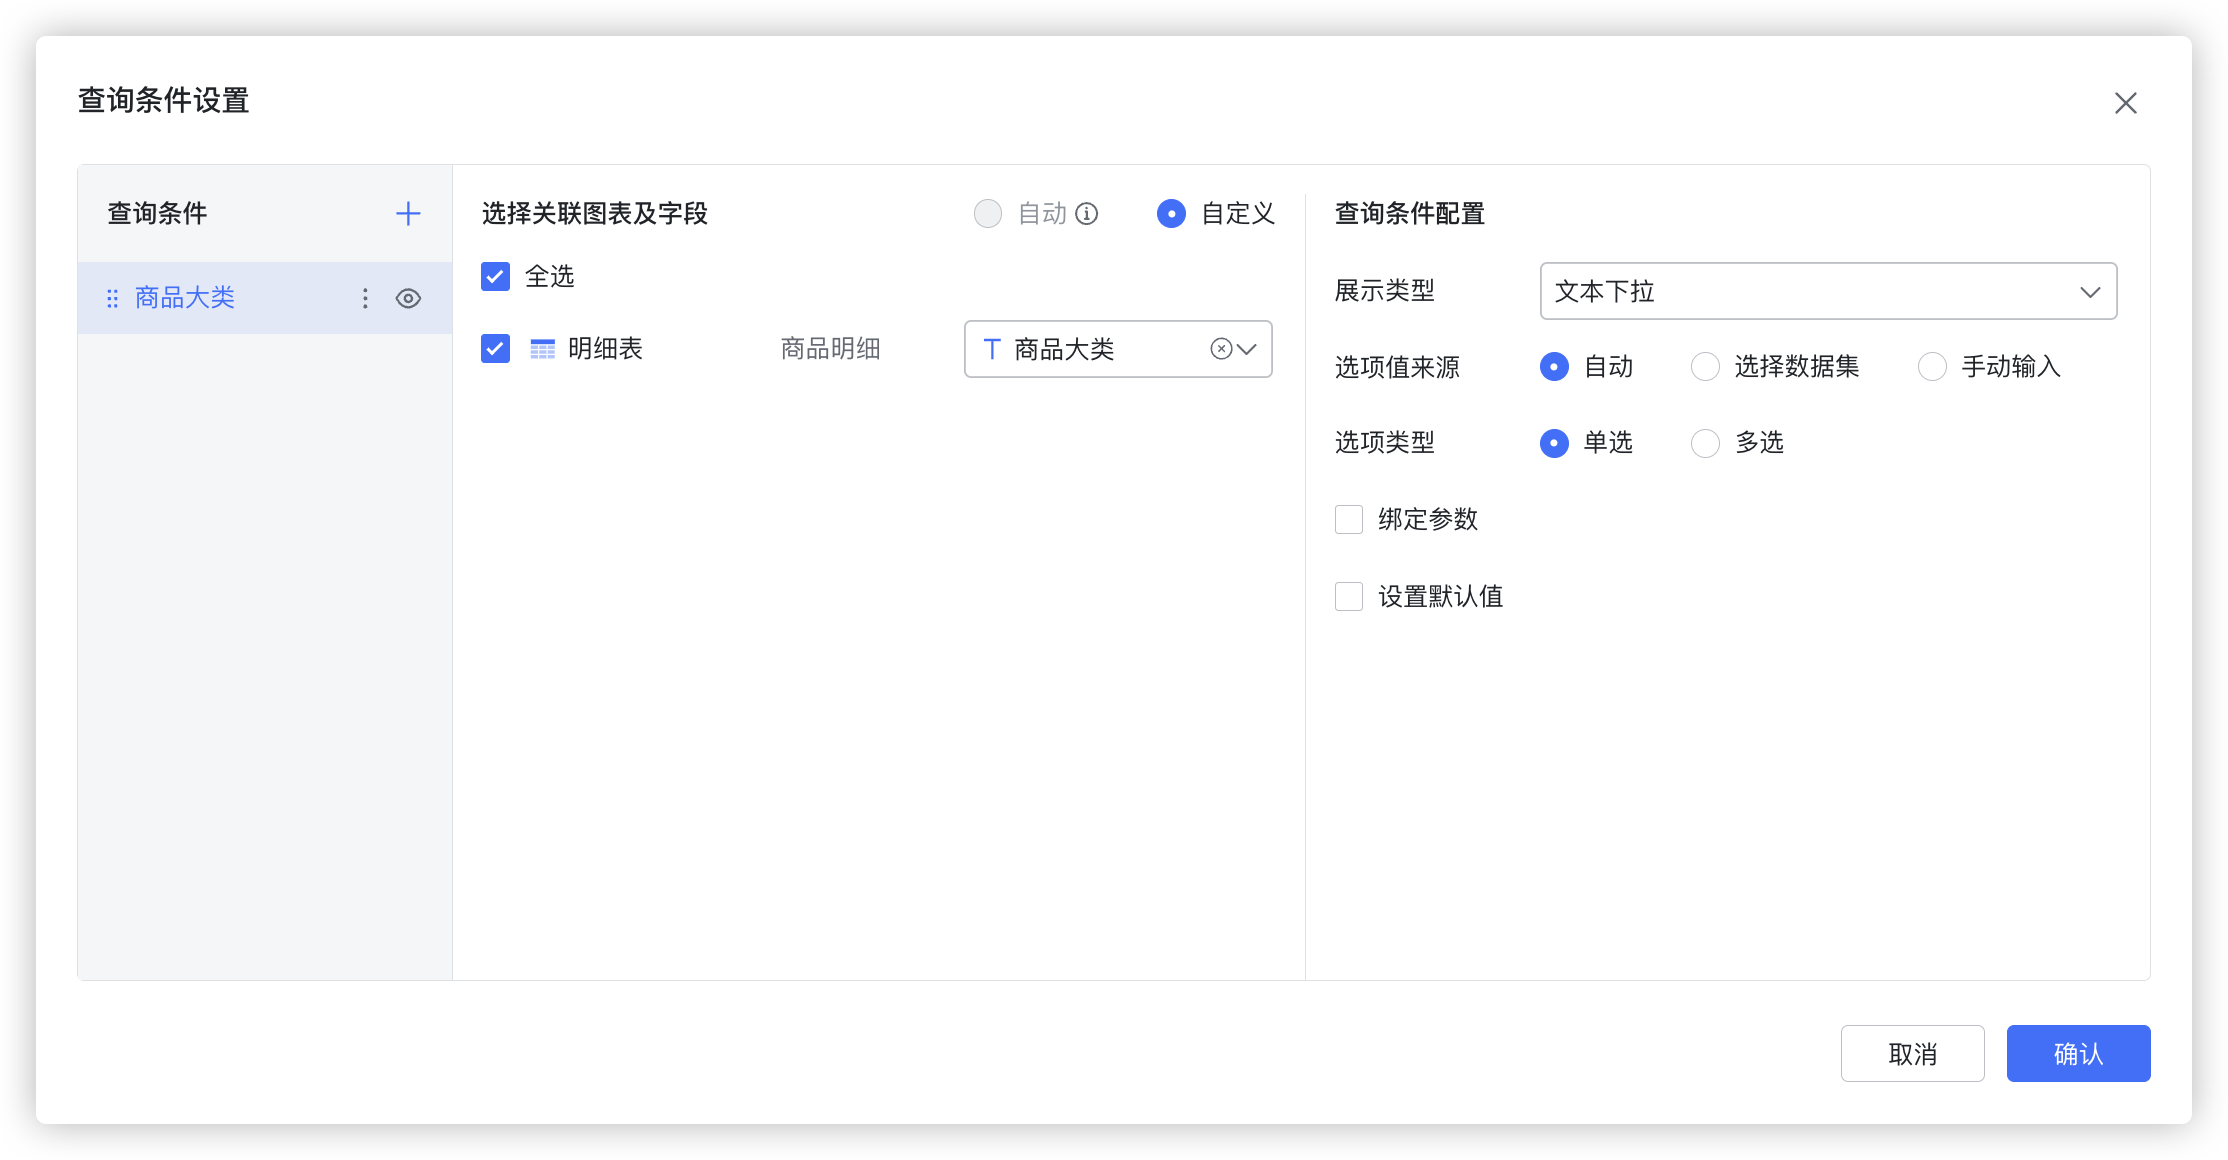 查询条件设置
查询条件
商品大类
选择关联图表及字段 自动 自定义
全选
明细表 商品明细 商品大类
查询条件配置
展示类型 文本下拉
选项值来源 自动 选择数据集 手动输入
选项类型 单选 多选
绑定参数
设置默认值
取消 确认